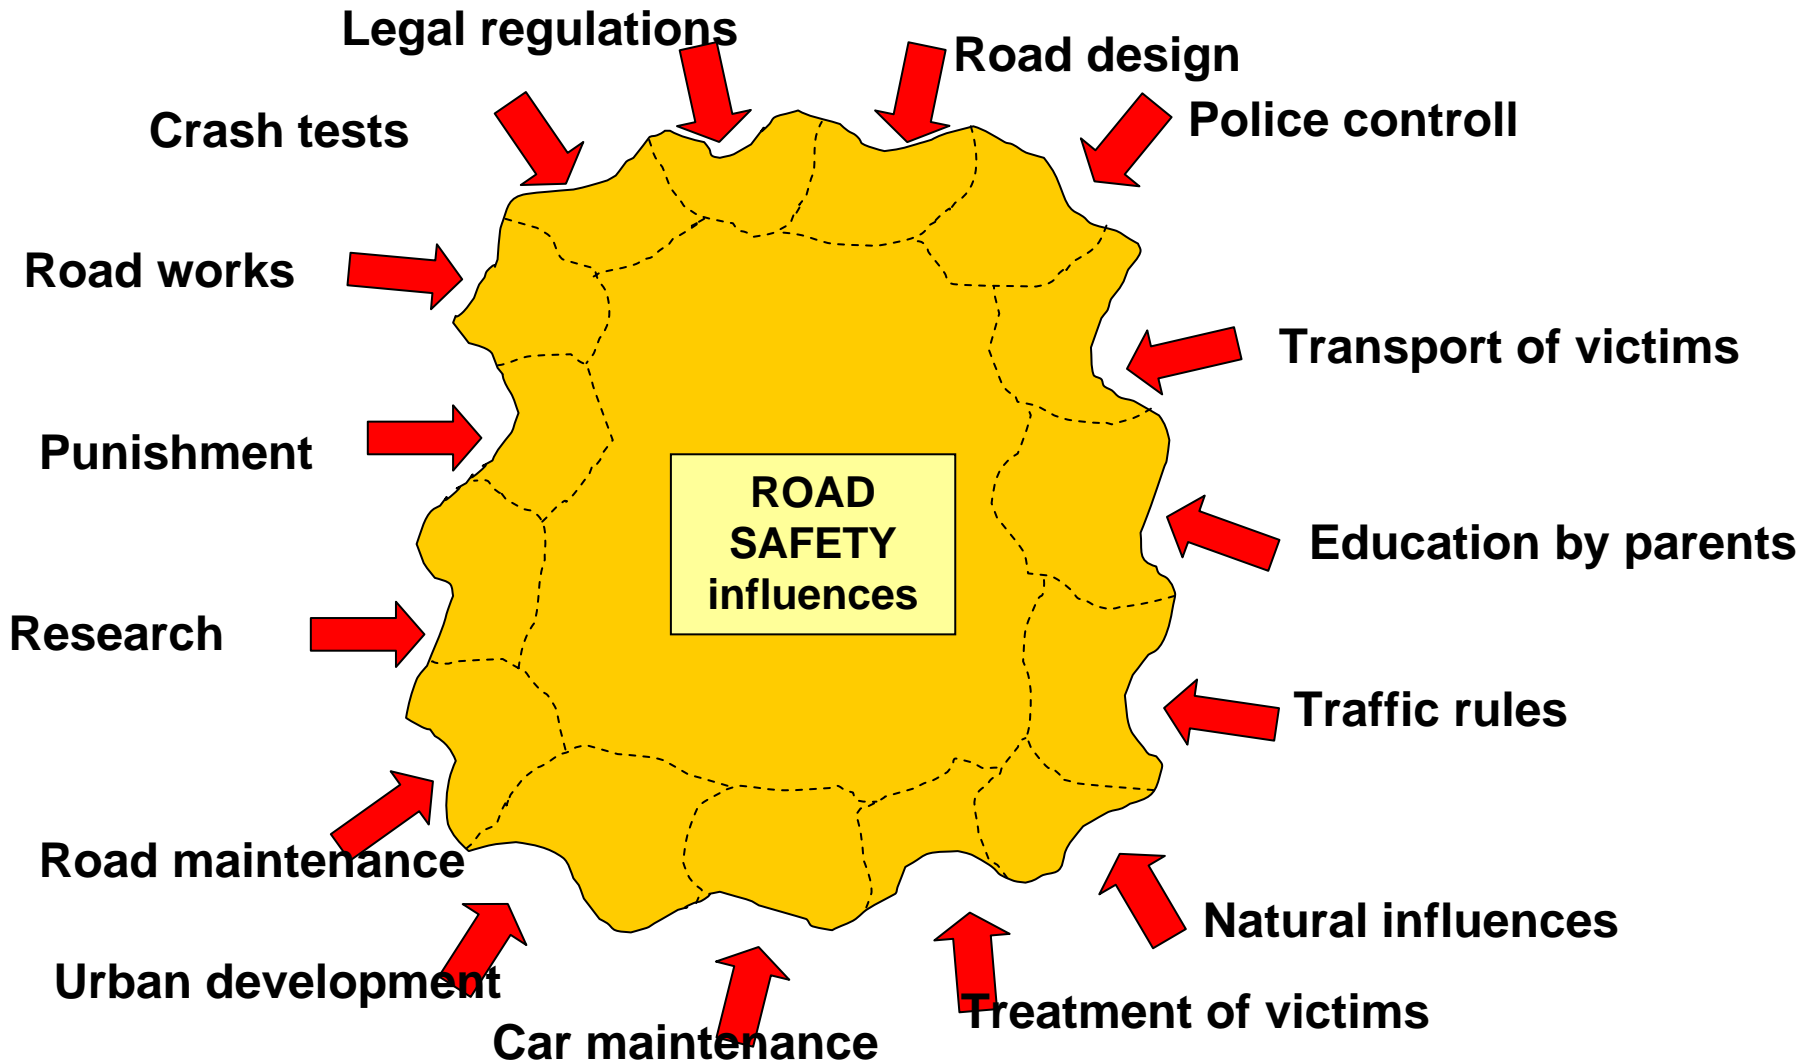 Legal regulations
Road design
Crash tests
Police controll
Road works
Transport of victims
Punishment
ROAD
SAFETY
influences
Education by parents
Research
Traffic rules
Road maintenance
Natural influences
Urban development
Treatment of victims
Car maintenance